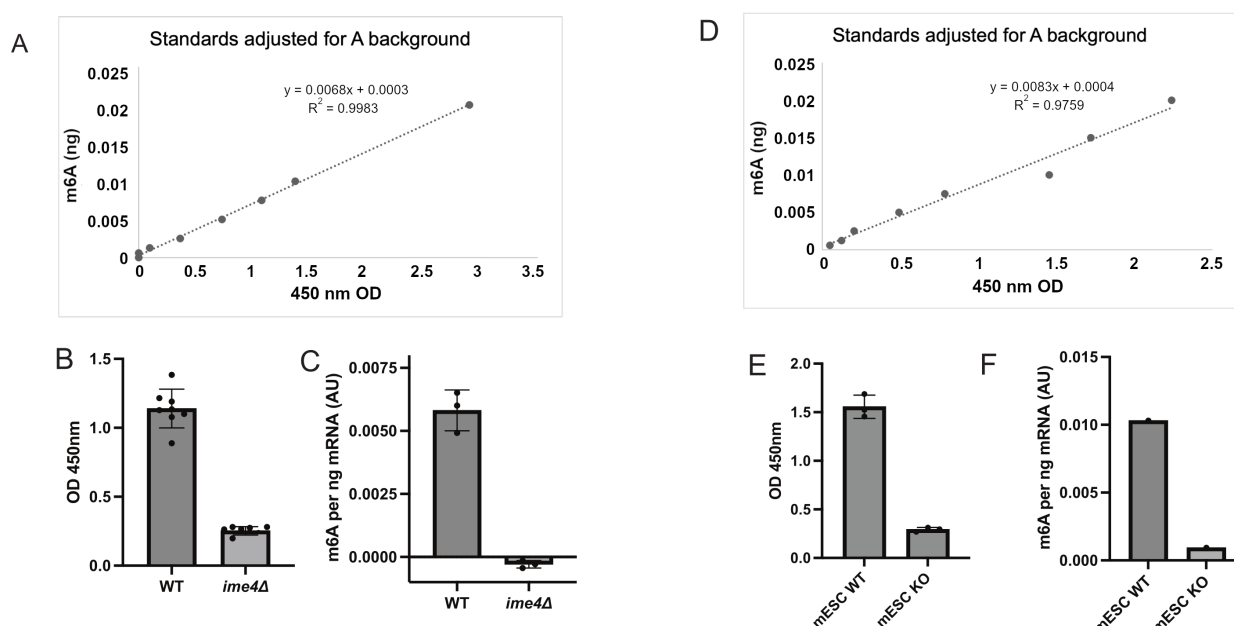 A
Standards adjusted for A background
y = 0.0068x + 0.0003
R² = 0.9983
m6A (ng)
0.025
0.02
0.015
0.01
0.005
0
0 0.5 1 1.5 2 2.5 3 3.5
450 nm OD
D
Standards adjusted for A background
y = 0.0083x + 0.0004
R² = 0.9759
m6A (ng)
0.025
0.02
0.015
0.01
0.005
0
0 0.5 1 1.5 2 2.5
450 nm OD
B
OD 450nm
1.5
1.0
0.5
0.0
WT ime4Δ
C
m6A per ng mRNA (AU)
0.0075
0.0050
0.0025
0.0000
WT ime4Δ
E
OD 450nm
2.0
1.5
1.0
0.5
0.0
mESC WT
mESC KO
F
m6A per ng mRNA (AU)
0.015
0.010
0.005
0.000
mESC WT
mESC KO